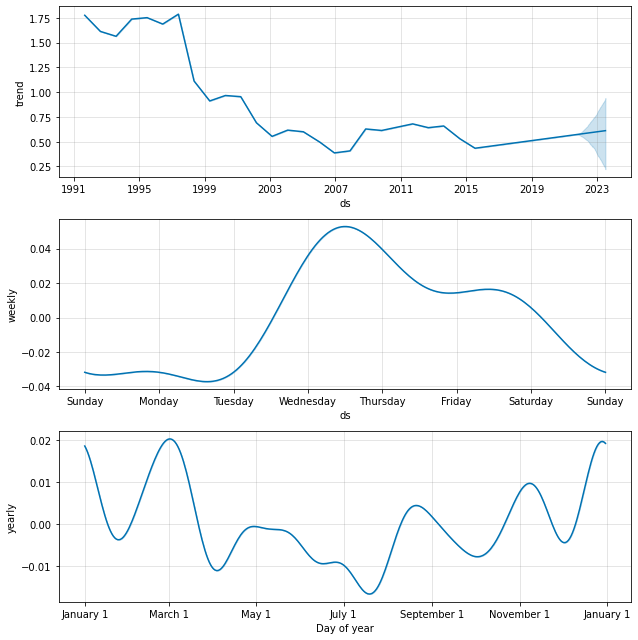 1.75
1.50
1.25
1.00
0.75
0.50
0.25
trend
1991 1995 1999 2003 2007 2011 2015 2019 2023
ds
0.04
0.02
0.00
−0.02
−0.04
weekly
Sunday Monday Tuesday Wednesday Thursday Friday Saturday Sunday
ds
0.02
0.01
0.00
−0.01
yearly
January 1 March 1 May 1 July 1 September 1 November 1 January 1
Day of year